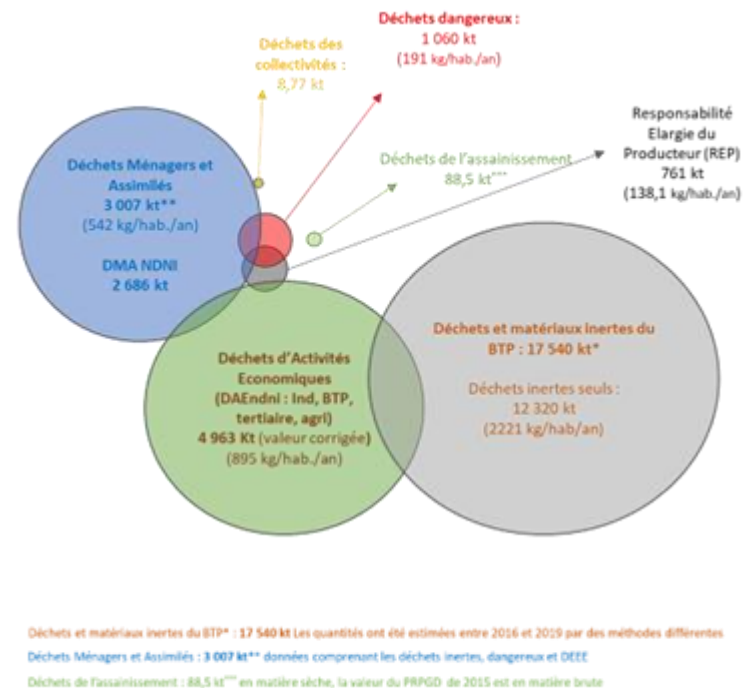 Déchets dangereux :
1 060 kt
(191 kg/hab./an)
Déchets des
collectivités :
8,77 kt
Responsabilité
Elargie du
Producteur (REP)
761 kt
(138,1 kg/hab./an)
Déchets de l'assainissement
88,5 kt***
Déchets Ménagers et
Assimilés
3 007 kt**
(542 kg/hab./an)
DMA NDNI
2 686 kt
Déchets et matériaux inertes du
BTP : 17 540 kt*
Déchets inertes seuls :
12 320 kt
(2221 kg/hab/an)
Déchets d'Activités
Economiques
(DAEndni : Ind, BTP,
tertiaire, agri)
4 963 Kt (valeur corrigée)
(895 kg/hab./an)
Déchets et matériaux inertes du BTP* : 17 540 kt Les quantités ont été estimées entre 2016 et 2019 par des méthodes différentes
Déchets Ménagers et Assimilés : 3 007 kt** données comprenant les déchets inertes, dangereux et DEEE
Déchets de l'assainissement : 88,5 kt*** en matière sèche, la valeur du PRPGD de 2015 est en matière brute